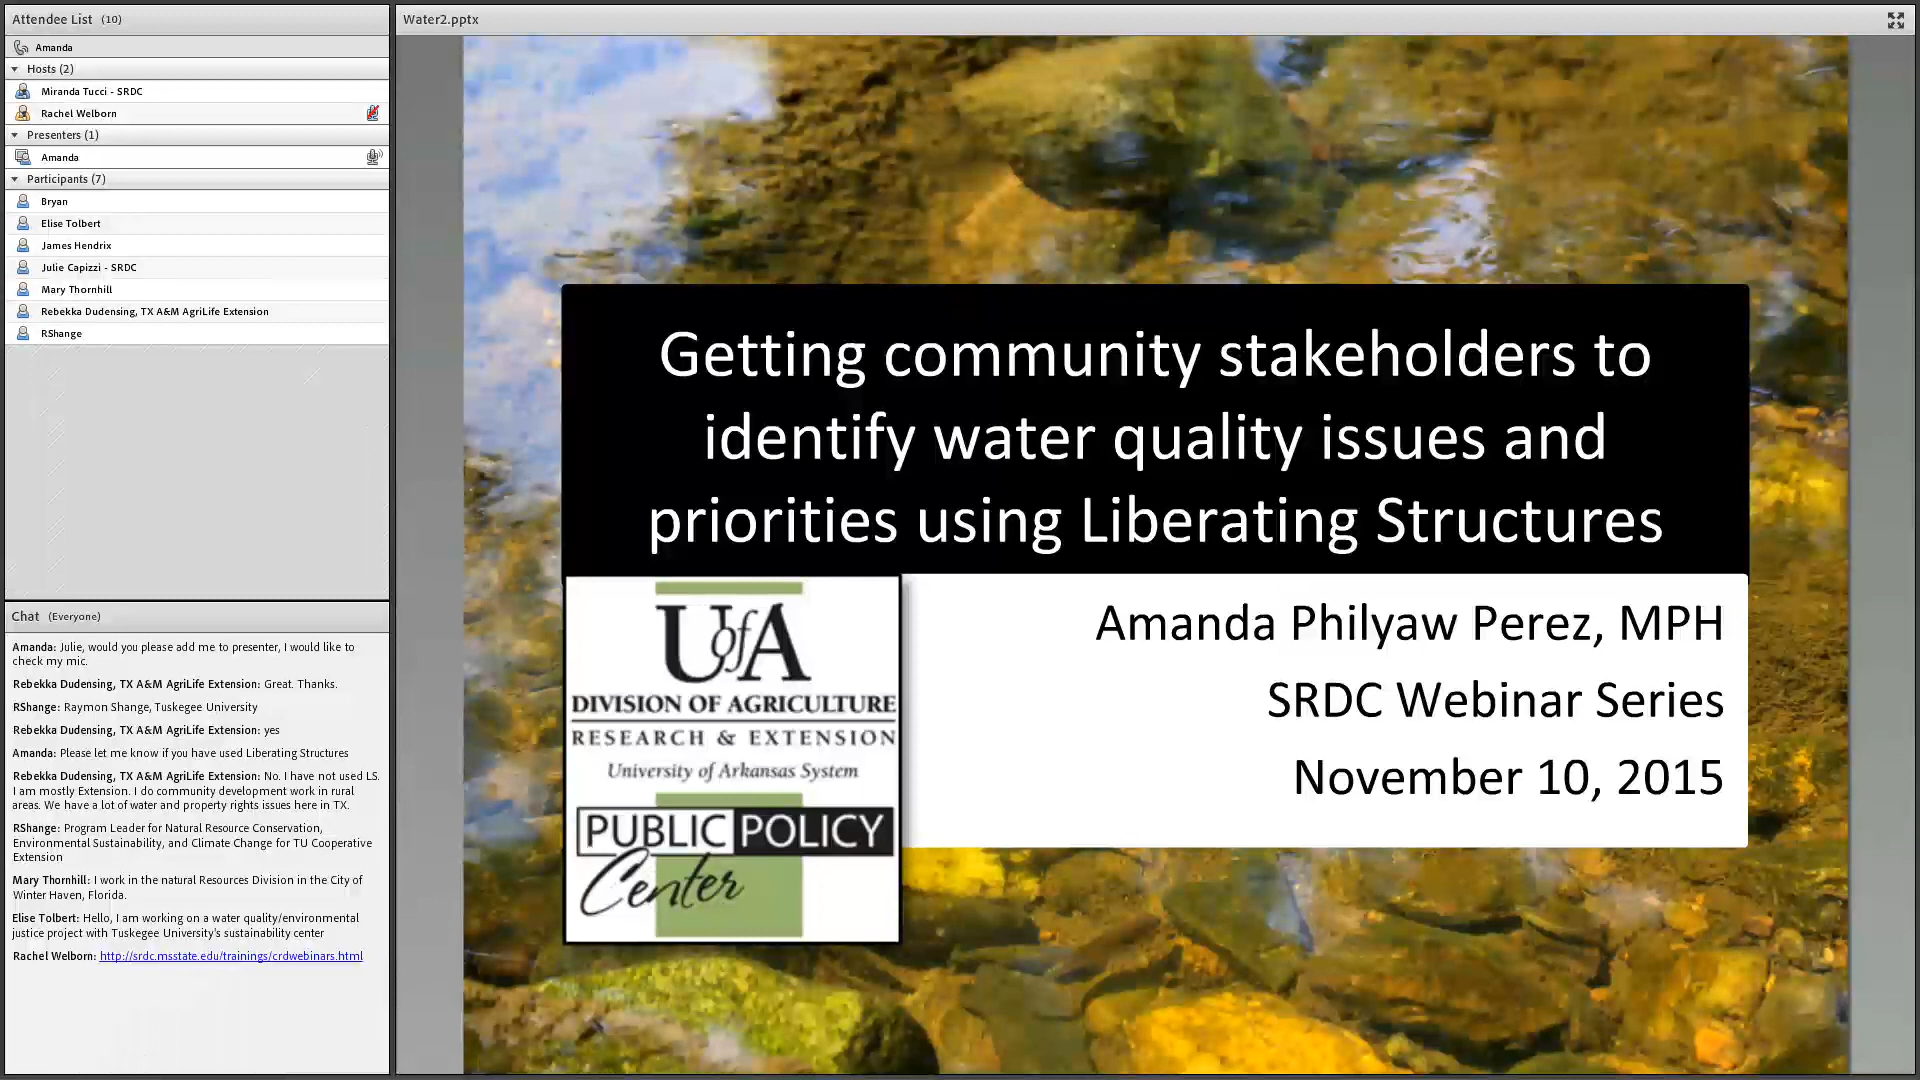 Attendee List (10)
Amanda
Hosts (2)
Miranda Tucci - SRDC
Rachel Welborn
Presenters (1)
Amanda
Participants (7)
Bryan
Elise Tolbert
James Hendrix
Julie Capizzi - SRDC
Mary Thornhill
Rebekka Dudensing, TX A&M AgriLife Extension
RShange
Chat (Everyone)
Amanda: Julie, would you please add me to presenter, I would like to
check my mic.
Rebekka Dudensing, TX A&M AgriLife Extension: Great. Thanks.
RShange: Raymon Shange, Tuskegee University
Rebekka Dudensing, TX A&M AgriLife Extension: yes
Amanda: Please let me know if you have used Liberating Structures
Rebekka Dudensing, TX A&M AgriLife Extension: No. I have not used LS.
I am mostly Extension. I do community development work in rural
areas. We have a lot of water and property rights issues here in TX.
RShange: Program Leader for Natural Resource Conservation,
Environmental Sustainability, and Climate Change for TU Cooperative
Extension
Mary Thornhill: I work in the natural Resources Division in the City of
Winter Haven, Florida.
Elise Tolbert: Hello, I am working on a water quality/environmental
justice project with Tuskegee University's sustainability center
Rachel Welborn: http://srdc.msstate.edu/trainings/crdwebinars.html
Water2.pptx
Getting community stakeholders to
identify water quality issues and
priorities using Liberating Structures
UofA
DIVISION OF AGRICULTURE
RESEARCH & EXTENSION
University of Arkansas System
PUBLIC POLICY
Center
Amanda Philyaw Perez, MPH
SRDC Webinar Series
November 10, 2015